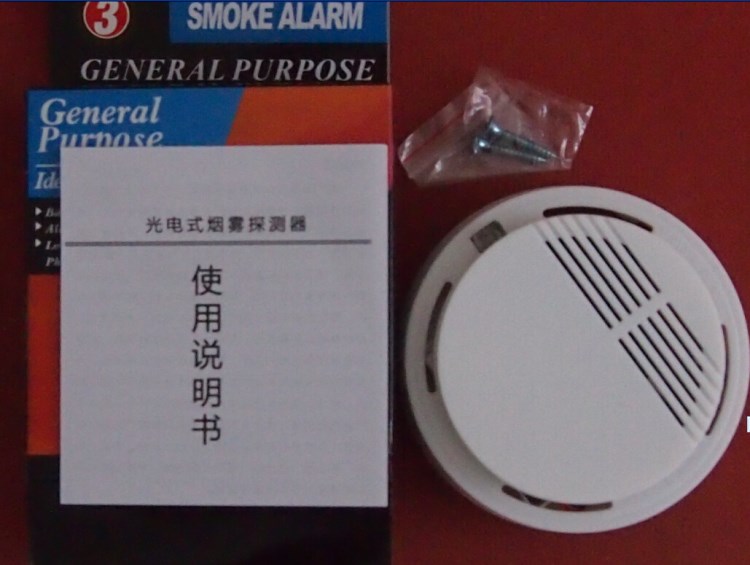 3
SMOKE ALARM
GENERAL PURPOSE
General
Purpose
光电式烟雾探测器
使
用
说
明
书